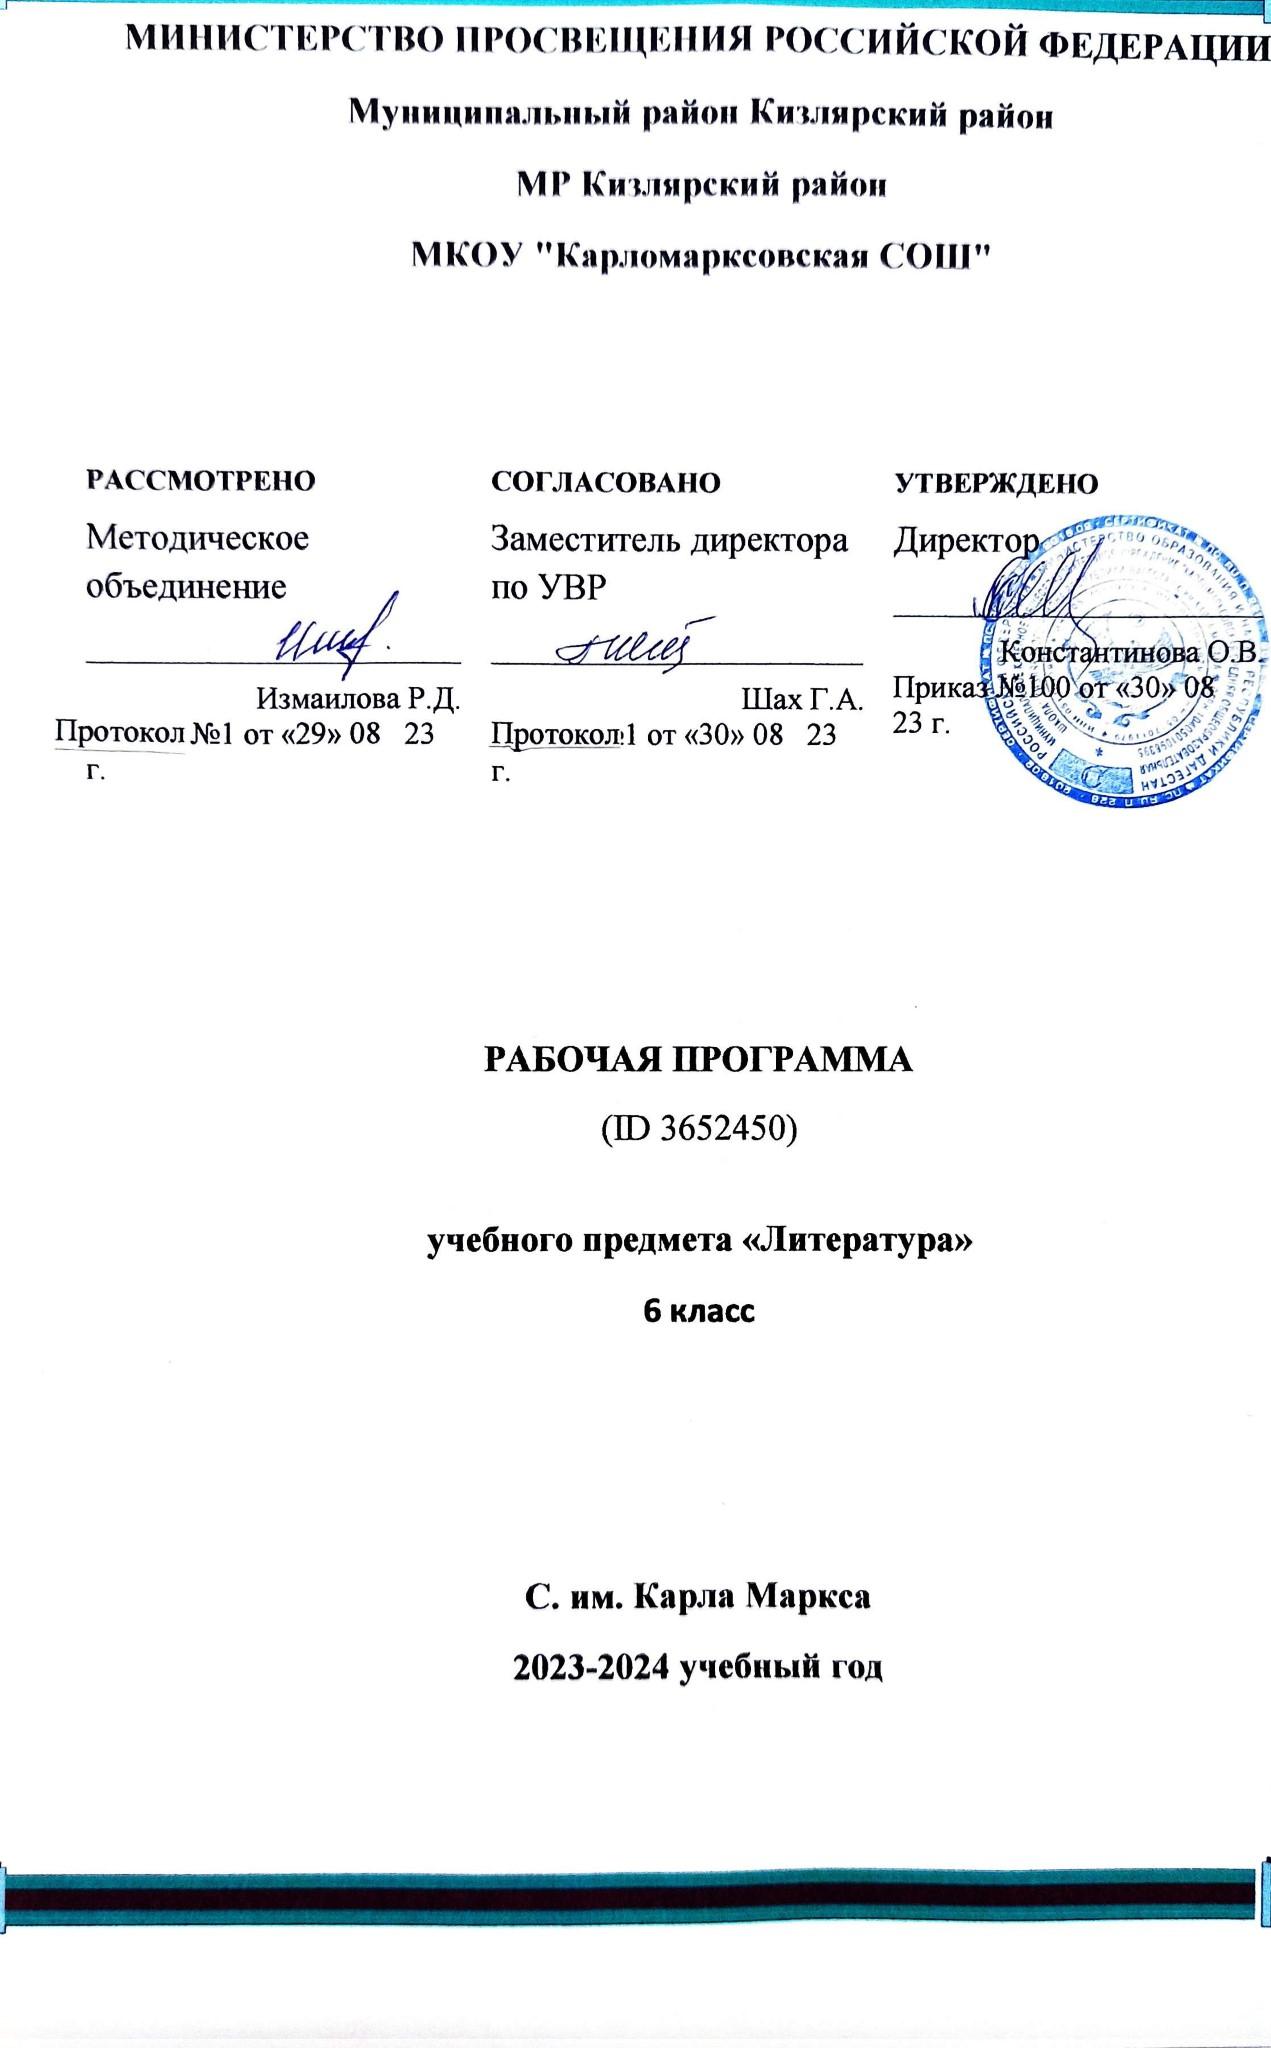 МИНИСТЕРСТВО ПРОСВЕЩЕНИЯ РОССИЙСКОЙ ФЕДЕРАЦИИ
Муниципальный район Кизлярский район
МР Кизлярский район
МКОУ "Карломарксовская СОШ"
РАССМОТРЕНО
Методическое
объединение
Измаилова Р.Д.
Протокол №1 от «29» 08 23
г.
СОГЛАСОВАНО
Заместитель директора
по УВР
Шах Г.А.
Протокол:1 от «30» 08 23
г.
УТВЕРЖДЕНО
Директор
Константинова О.В.
Приказ №100 от «30» 08
23 г.
РАБОЧАЯ ПРОГРАММА
(ID 3652450)
учебного предмета «Литература»
6 класс
С. им. Карла Маркса
2023-2024 учебный год